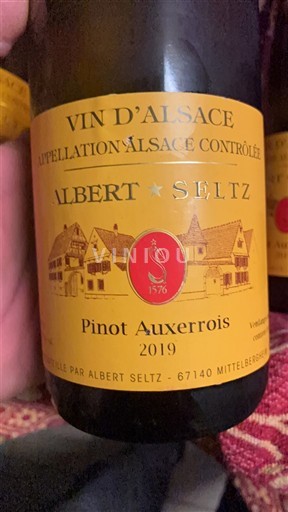 VIN D'ALSACE
APPELLATION ALSACE CONTRÔLÉE
ALBERT ★ SELTZ
VINIOU
S
1576
Pinot Auxerrois
2019
PAR ALBERT SELTZ - 67140 MITTELBERGHEIM